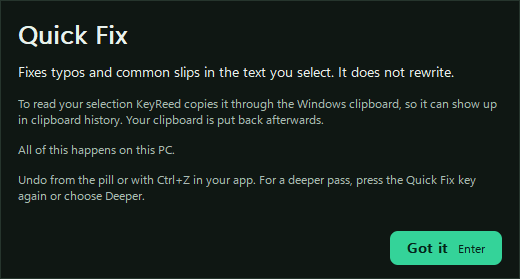 Quick Fix
Fixes typos and common slips in the text you select. It does not rewrite.
To read your selection KeyReed copies it through the Windows clipboard, so it can show up
in clipboard history. Your clipboard is put back afterwards.
All of this happens on this PC.
Undo from the pill or with Ctrl+Z in your app. For a deeper pass, press the Quick Fix key
again or choose Deeper.
Got it Enter